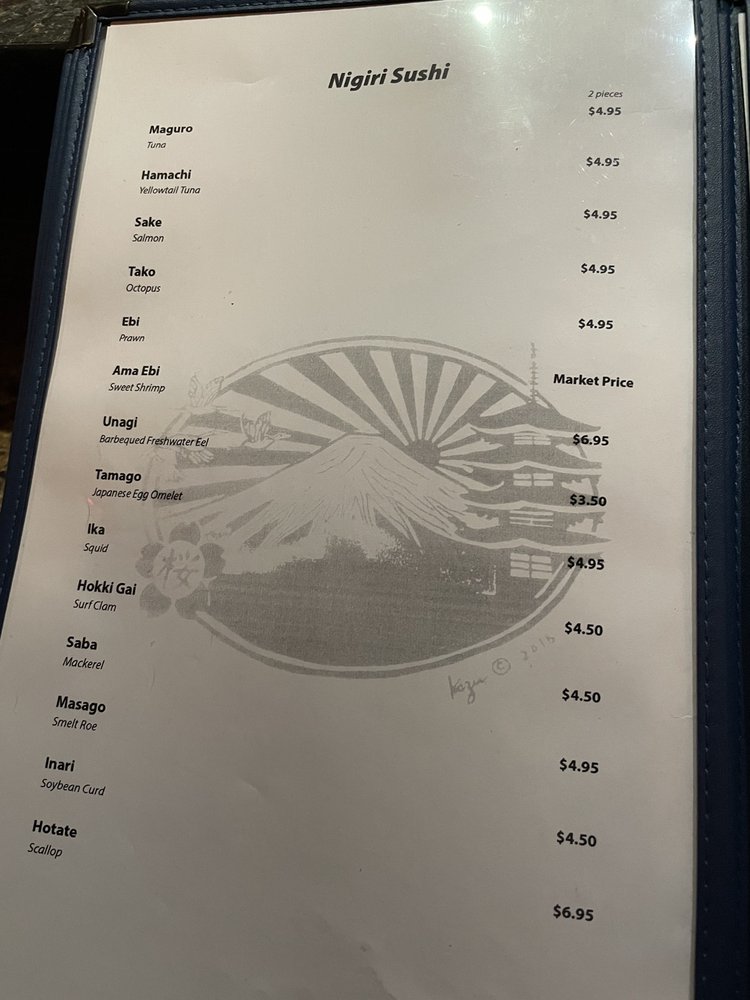 Nigiri Sushi
2 pieces
Maguro $4.95
Tuna
Hamachi $4.95
Yellowtail Tuna
Sake $4.95
Salmon
Tako $4.95
Octopus
Ebi $4.95
Prawn
Ama Ebi Market Price
Sweet Shrimp
Unagi $6.95
Barbequed Freshwater Eel
Tamago $3.50
Japanese Egg Omelet
Ika $4.95
Squid
Hokki Gai $4.50
Surf Clam
Saba $4.50
Mackerel
Masago $4.95
Smelt Roe
Inari $4.50
Soybean Curd
Hotate $6.95
Scallop
桜
©